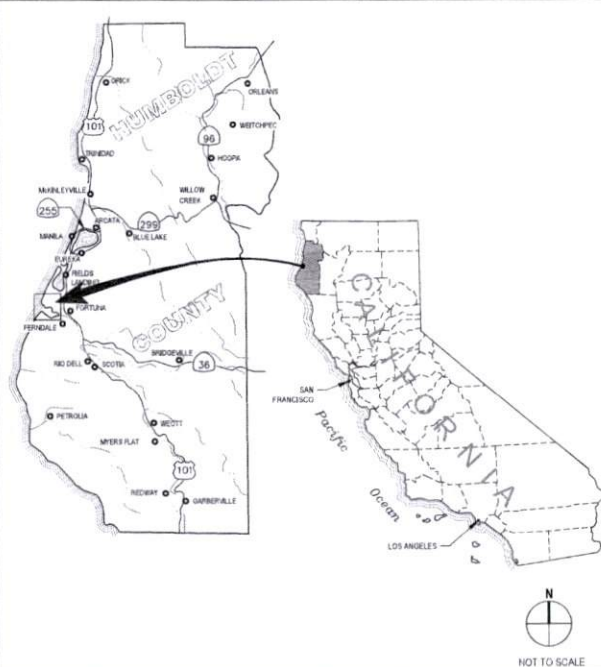 HUMBOLDT
ORICK
ORLEANS
WEITCHPEC
101
96
HOOPA
TRINIDAD
McKINLEYVILLE
WILLOW
CREEK
255
299
ARCATA
MANILA
BLUE LAKE
EUREKA
FIELDS
LANDING
FORTUNA
COUNTY
FERNDALE
BRIDGEVILLE
RIO DELL
SCOTIA
36
PETROLIA
WEOTT
MYERS FLAT
101
REDWAY
GARBERVILLE
CALIFORNIA
SAN
FRANCISCO
Pacific
Ocean
LOS ANGELES
N
NOT TO SCALE